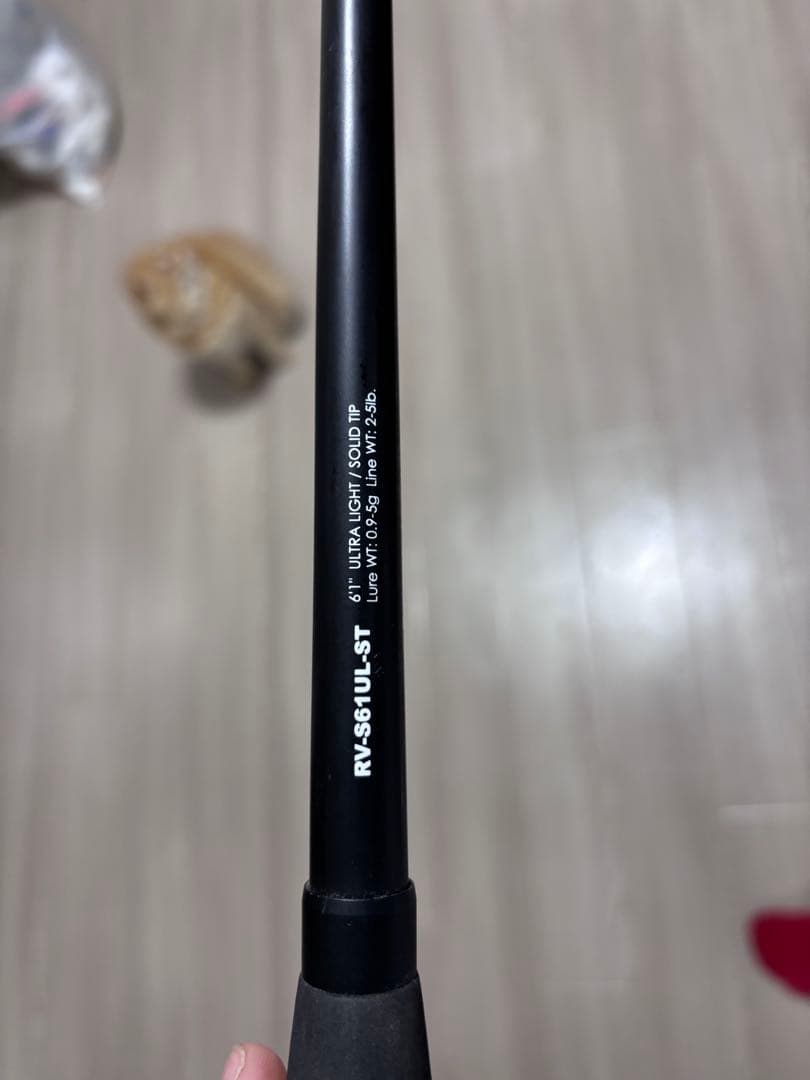 RV-S61UL-ST
6'1" ULTRA LIGHT / SOLID TIP
Lure WT: 0.9-5g Line WT: 2-5lb.